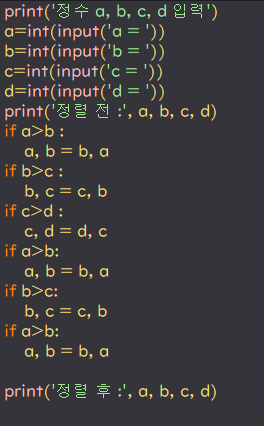 print('정수 a, b, c, d 입력')
a=int(input('a = '))
b=int(input('b = '))
c=int(input('c = '))
d=int(input('d = '))
print('정렬 전 :', a, b, c, d)
if a>b :
    a, b = b, a
if b>c :
    b, c = c, b
if c>d :
    c, d = d, c
if a>b:
    a, b = b, a
if b>c:
    b, c = c, b
if a>b:
    a, b = b, a

print('정렬 후 :', a, b, c, d)